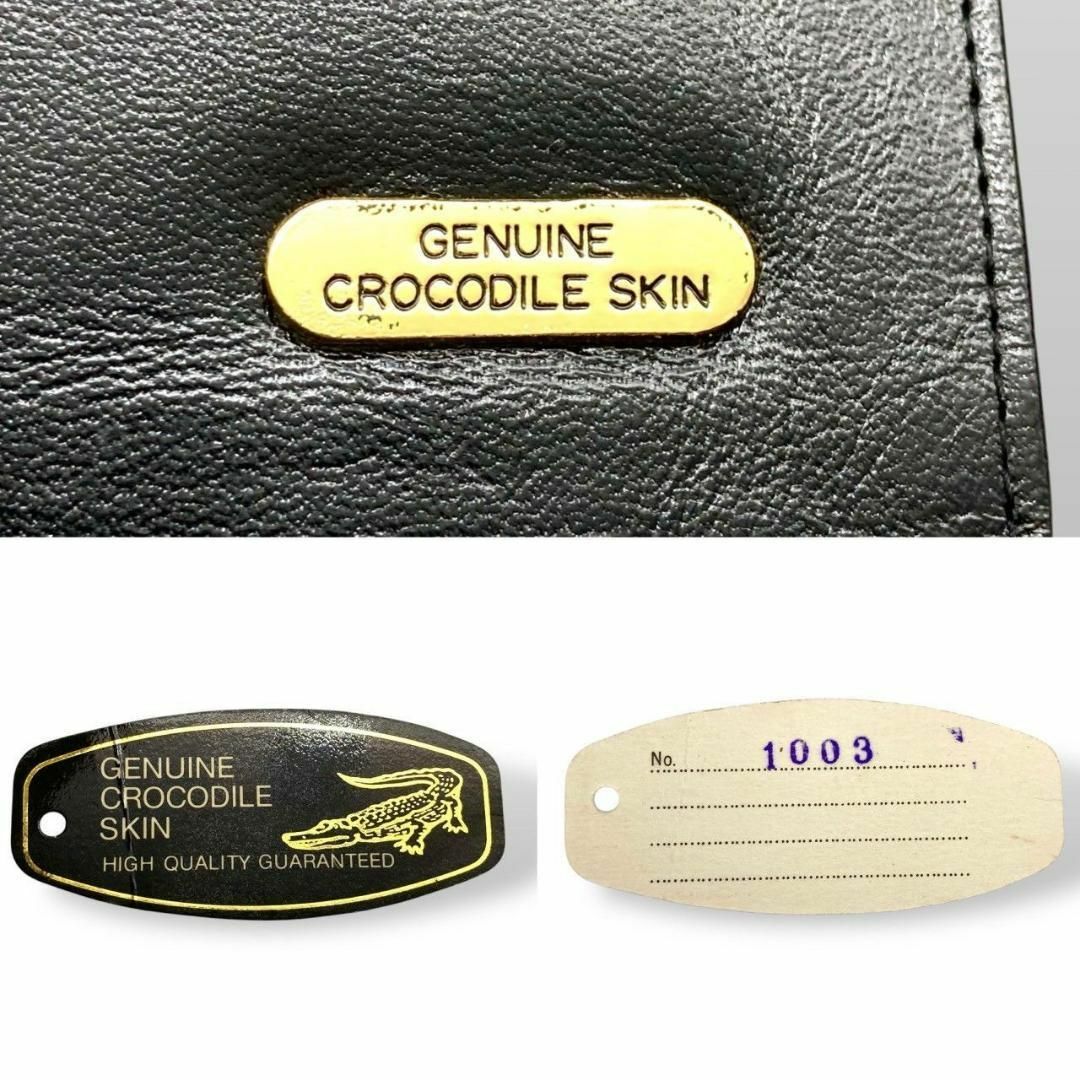 GENUINE
CROCODILE SKIN
GENUINE
CROCODILE
SKIN
HIGH QUALITY GUARANTEED
No. 1003